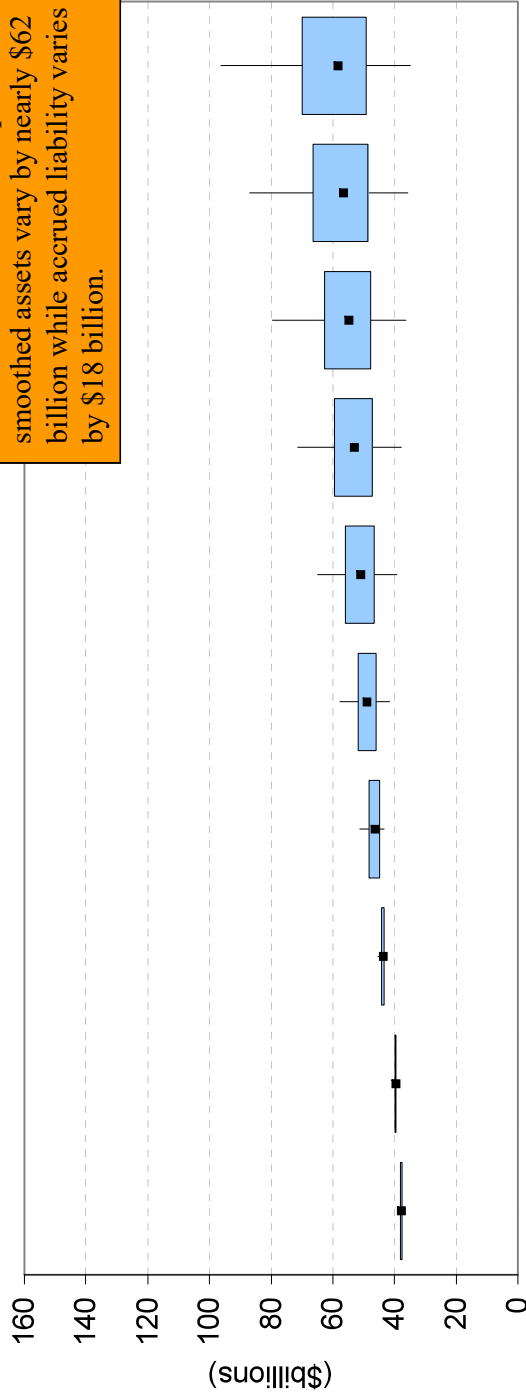 smoothed assets vary by nearly $62
billion while accrued liability varies
by $18 billion.
160
140
120
100
80
60
40
20
0
($billions)